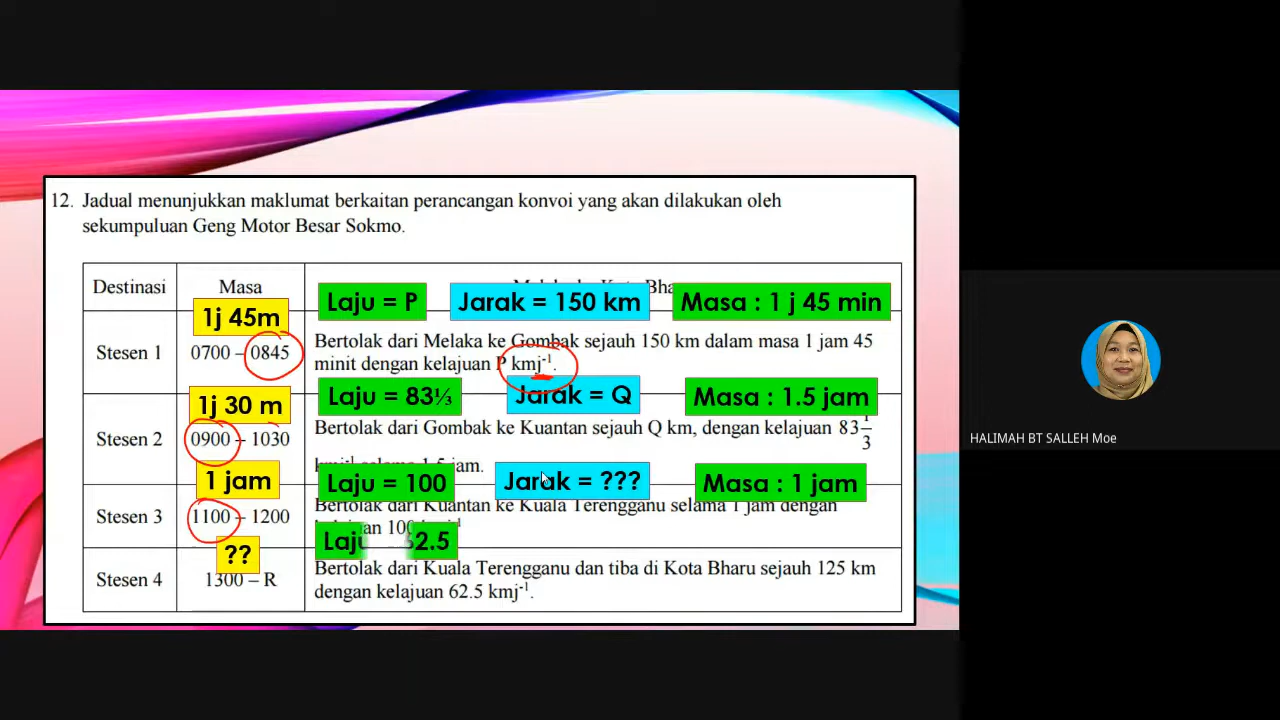 12. Jadual menunjukkan maklumat berkaitan perancangan konvoi yang akan dilakukan oleh
sekumpuluan Geng Motor Besar Sokmo.
Destinasi
Masa
Laju = P
Jarak = 150 km
Masa : 1 j 45 min
1j 45m
Stesen 1
0700 – 0845
Bertolak dari Melaka ke Gombak sejauh 150 km dalam masa 1 jam 45
minit dengan kelajuan P kmj⁻¹.
1j 30 m
Laju = 83⅓
Jarak = Q
Masa : 1.5 jam
Stesen 2
0900 – 1030
Bertolak dari Gombak ke Kuantan sejauh Q km, dengan kelajuan 83 1/3
jam.
1 jam
Laju = 100
Jarak = ???
Masa : 1 jam
Stesen 3
1100 – 1200
Bertolak dari Kuantan ke Kuala Terengganu selama 1 jam dengan
??
Laju 62.5
Stesen 4
1300 – R
Bertolak dari Kuala Terengganu dan tiba di Kota Bharu sejauh 125 km
dengan kelajuan 62.5 kmj⁻¹.
HALIMAH BT SALLEH Moe